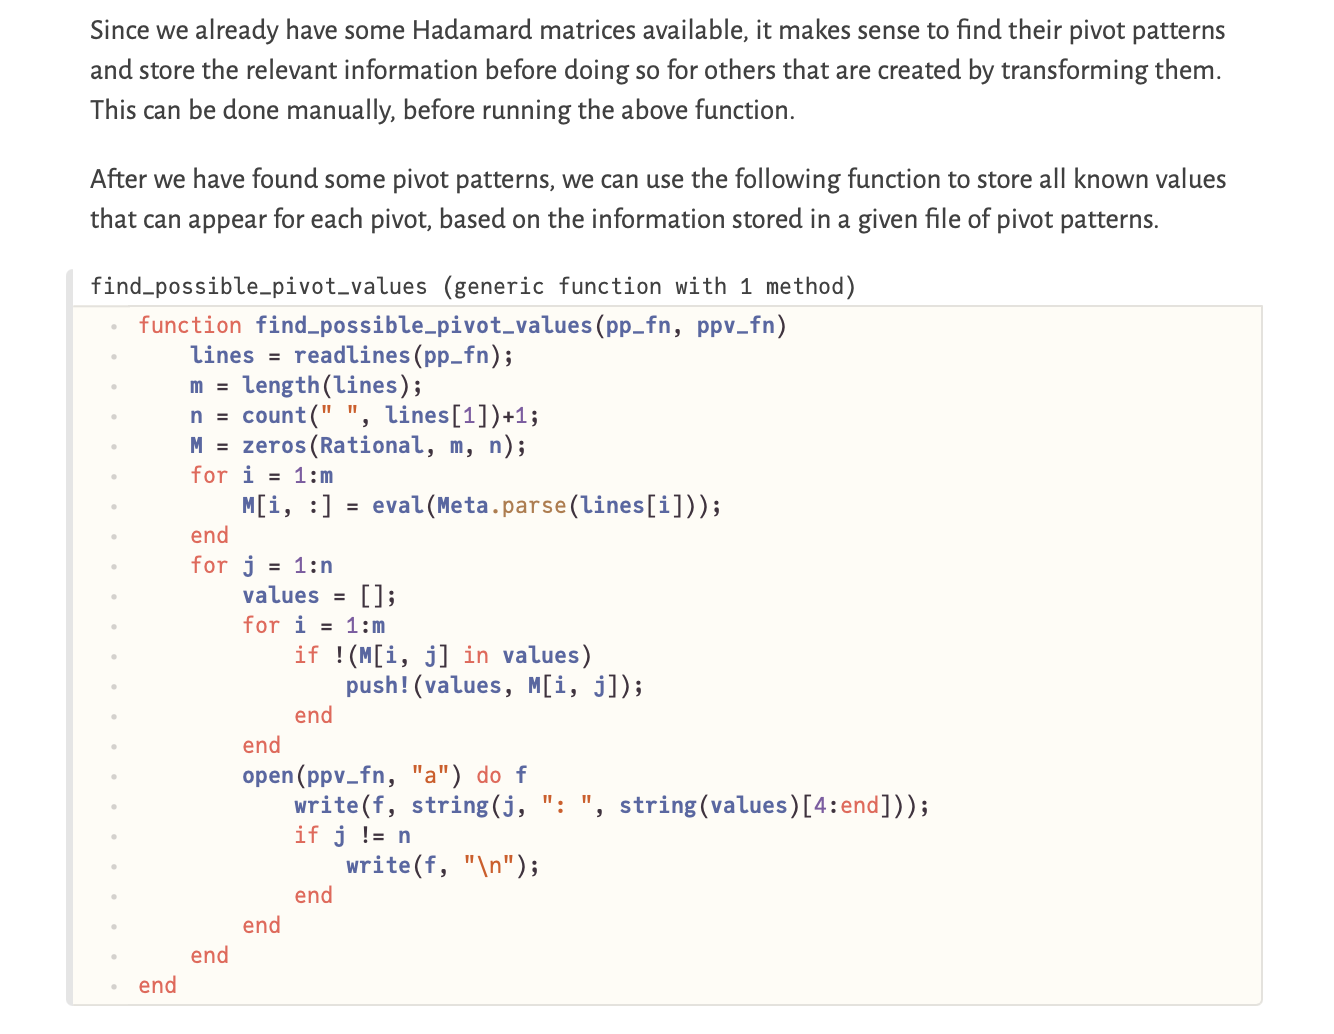 Since we already have some Hadamard matrices available, it makes sense to find their pivot patterns
and store the relevant information before doing so for others that are created by transforming them.
This can be done manually, before running the above function.
After we have found some pivot patterns, we can use the following function to store all known values
that can appear for each pivot, based on the information stored in a given file of pivot patterns.
find_possible_pivot_values (generic function with 1 method)
function find_possible_pivot_values(pp_fn, ppv_fn)
    lines = readlines(pp_fn);
    m = length(lines);
    n = count(" ", lines[1])+1;
    M = zeros(Rational, m, n);
    for i = 1:m
        M[i, :] = eval(Meta.parse(lines[i]));
    end
    for j = 1:n
        values = [];
        for i = 1:m
            if !(M[i, j] in values)
                push!(values, M[i, j]);
            end
        end
        open(ppv_fn, "a") do f
            write(f, string(j, ": ", string(values)[4:end]));
            if j != n
                write(f, "\n");
            end
        end
    end
end